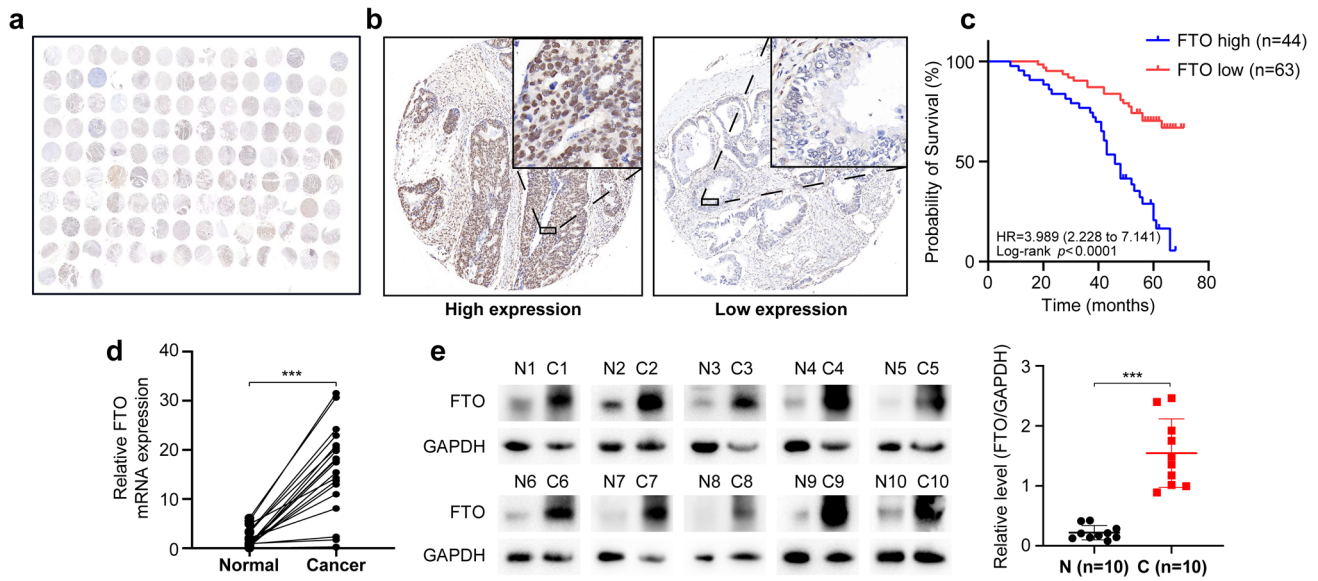 a
b
High expression
Low expression
c
FTO high (n=44)
FTO low (n=63)
Probability of Survival (%)
100
50
0
HR=3.989 (2.228 to 7.141)
Log-rank p<0.0001
0 20 40 60 80
Time (months)
d
Relative FTO
mRNA expression
40
30
20
10
0
***
Normal Cancer
e
N1 C1 N2 C2 N3 C3 N4 C4 N5 C5
FTO
GAPDH
N6 C6 N7 C7 N8 C8 N9 C9 N10 C10
FTO
GAPDH
Relative level (FTO/GAPDH)
3
2
1
0
***
N (n=10) C (n=10)